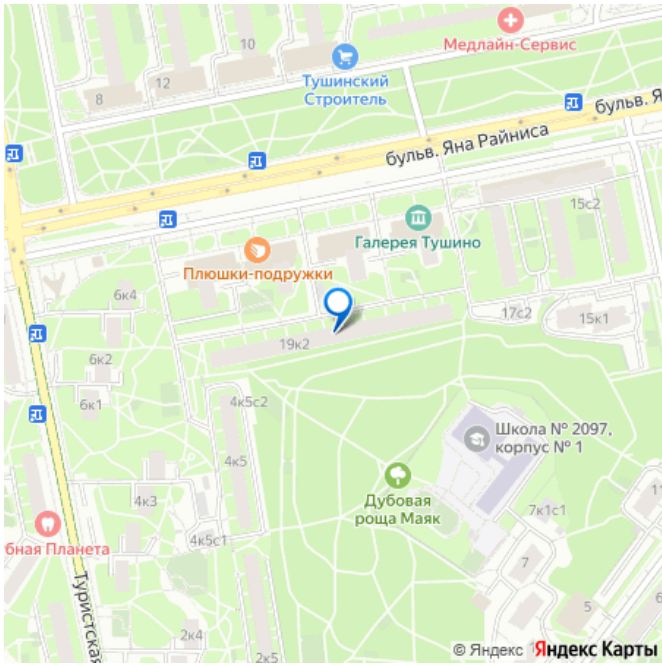 Медлайн-Сервис
10
12
8
Тушинский
Строитель
бульв. Я
бульв. Яна Райниса
15с2
Галерея Тушино
Плюшки-подружки
6к4
17с2
15к1
19к2
6к2
6к1
4к5с2
Школа № 2097,
корпус № 1
4к5
4к3
Дубовая
роща Маяк
7к1с1
11
4к5с1
бная Планета
7
Туристская
5
2к4
2к5
© Яндекс
Яндекс Карты